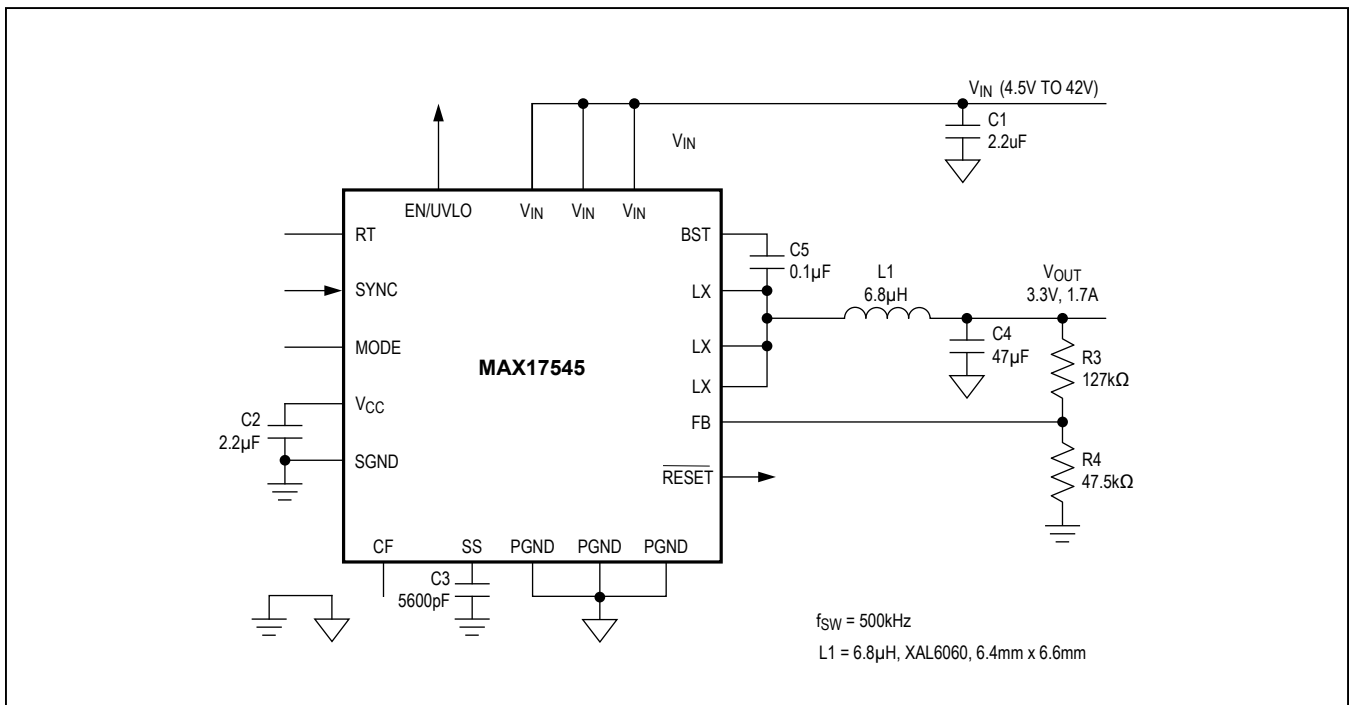 VIN (4.5V TO 42V)
C1
2.2uF
VIN
EN/UVLO
VIN
VIN
VIN
RT
SYNC
MODE
VCC
SGND
C2
2.2µF
MAX17545
BST
LX
LX
LX
FB
RESET
C5
0.1µF
L1
6.8µH
VOUT
3.3V, 1.7A
C4
47µF
R3
127kΩ
R4
47.5kΩ
CF
SS
PGND
PGND
PGND
C3
5600pF
fSW = 500kHz
L1 = 6.8µH, XAL6060, 6.4mm x 6.6mm